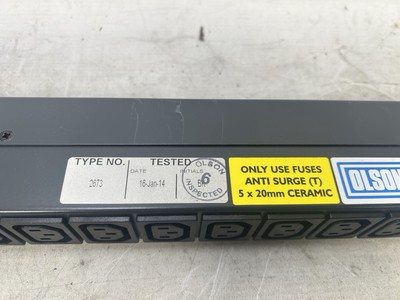 TYPE NO. TESTED
DATE INITIALS
2673 16-Jan-14
OLSON
6
INSPECTED
ONLY USE FUSES
ANTI SURGE (T)
5 x 20mm CERAMIC
OLSON